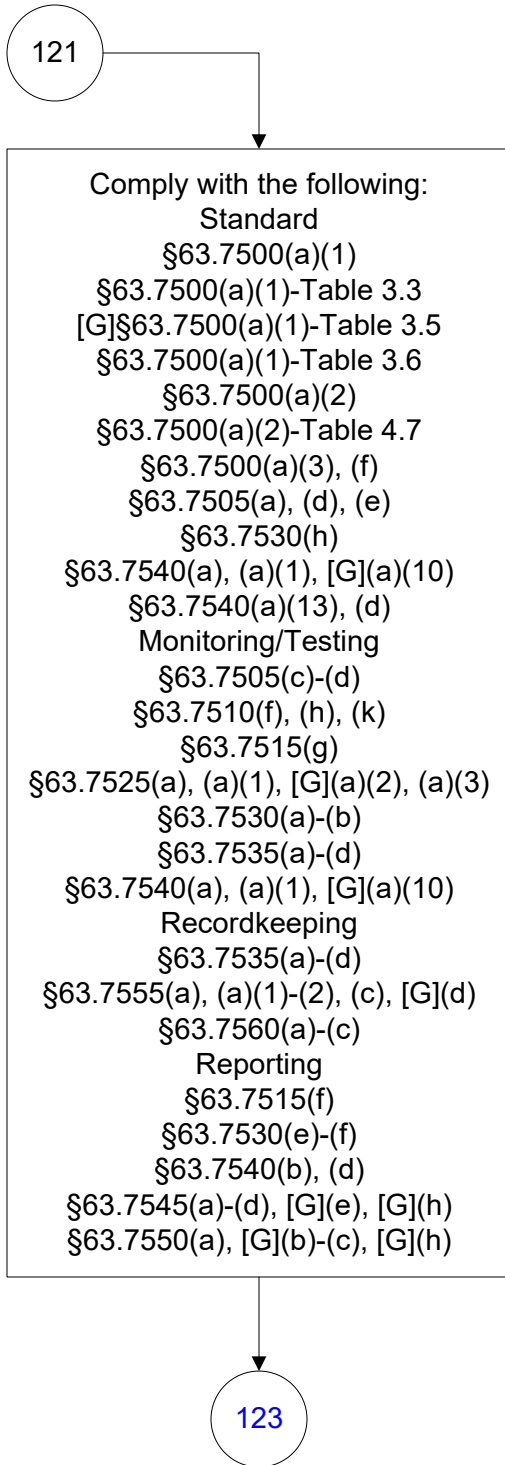 121
Comply with the following:
Standard
§63.7500(a)(1)
§63.7500(a)(1)-Table 3.3
[G]§63.7500(a)(1)-Table 3.5
§63.7500(a)(1)-Table 3.6
§63.7500(a)(2)
§63.7500(a)(2)-Table 4.7
§63.7500(a)(3), (f)
§63.7505(a), (d), (e)
§63.7530(h)
§63.7540(a), (a)(1), [G](a)(10)
§63.7540(a)(13), (d)
Monitoring/Testing
§63.7505(c)-(d)
§63.7510(f), (h), (k)
§63.7515(g)
§63.7525(a), (a)(1), [G](a)(2), (a)(3)
§63.7530(a)-(b)
§63.7535(a)-(d)
§63.7540(a), (a)(1), [G](a)(10)
Recordkeeping
§63.7535(a)-(d)
§63.7555(a), (a)(1)-(2), (c), [G](d)
§63.7560(a)-(c)
Reporting
§63.7515(f)
§63.7530(e)-(f)
§63.7540(b), (d)
§63.7545(a)-(d), [G](e), [G](h)
§63.7550(a), [G](b)-(c), [G](h)
123